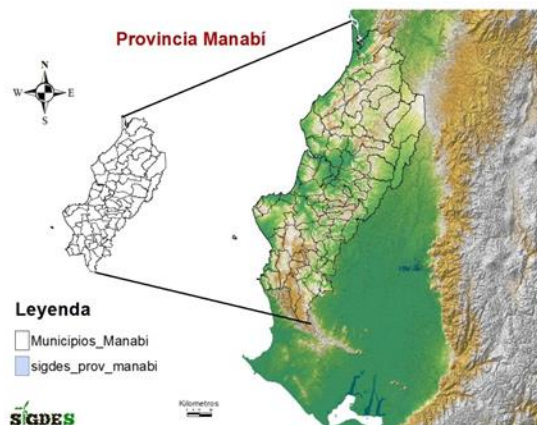 Provincia Manabí
N
W E
S
Leyenda
Municipios_Manabi
sigdes_prov_manabi
Kilometros
SIGDES